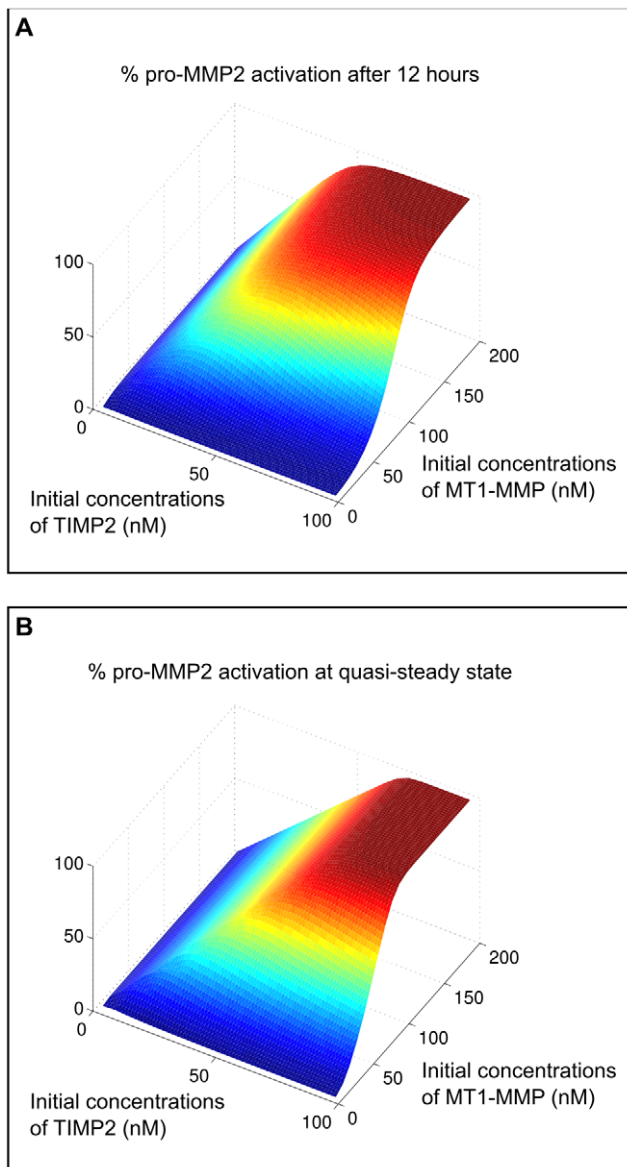 A
% pro-MMP2 activation after 12 hours
100
50
0
0
50
100
0
50
100
150
200
Initial concentrations
of TIMP2 (nM)
Initial concentrations
of MT1-MMP (nM)
B
% pro-MMP2 activation at quasi-steady state
100
50
0
0
50
100
0
50
100
150
200
Initial concentrations
of TIMP2 (nM)
Initial concentrations
of MT1-MMP (nM)